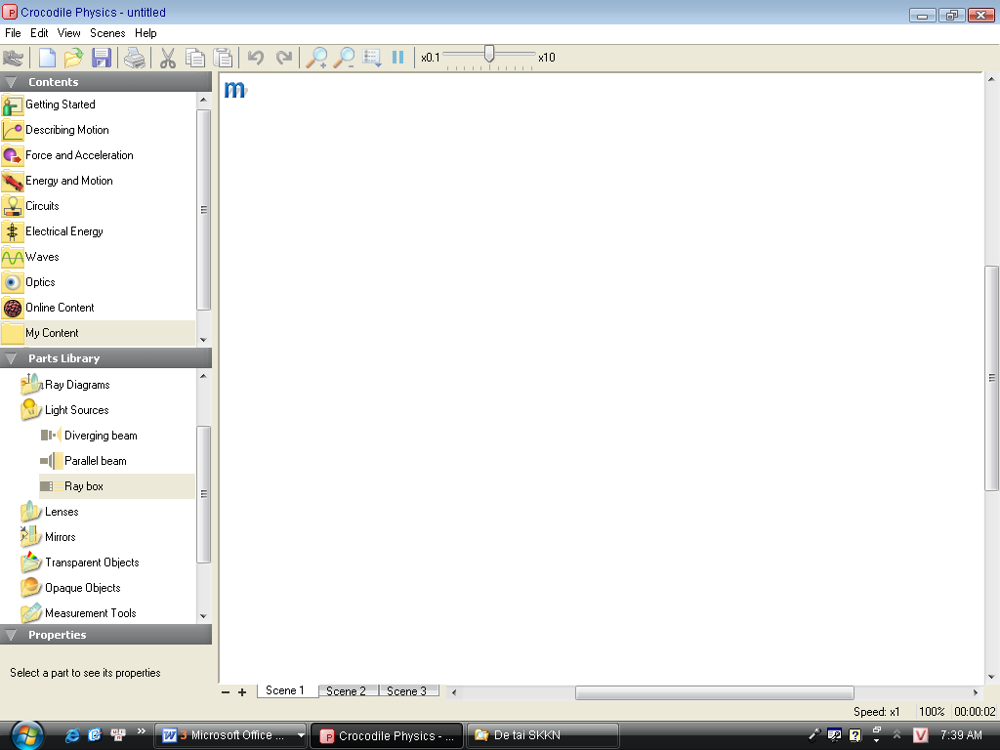 Crocodile Physics - untitled
File Edit View Scenes Help
x0.1 x10
Contents
m
Getting Started
Describing Motion
Force and Acceleration
Energy and Motion
Circuits
Electrical Energy
Waves
Optics
Online Content
My Content
Parts Library
Ray Diagrams
Light Sources
Diverging beam
Parallel beam
Ray box
Lenses
Mirrors
Transparent Objects
Opaque Objects
Measurement Tools
Properties
Select a part to see its properties
Scene 1 Scene 2 Scene 3
Speed: x1 100% 00:00:02
3 Microsoft Office ... Crocodile Physics - ... De tai SKKN V 7:39 AM